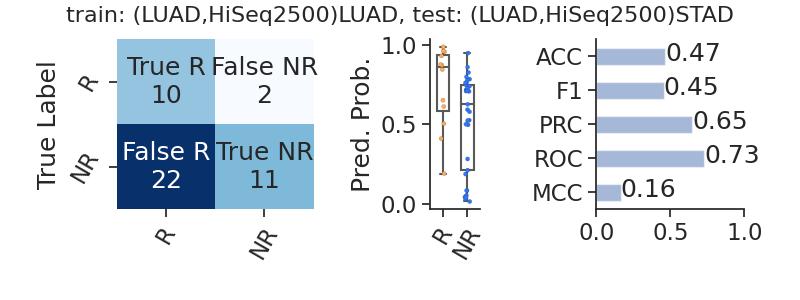 train: (LUAD,HiSeq2500)LUAD, test: (LUAD,HiSeq2500)STAD
True Label
R
NR
True R
10
False NR
2
False R
22
True NR
11
R
NR
Pred. Prob.
1.0
0.5
0.0
R
NR
ACC
F1
PRC
ROC
MCC
0.47
0.45
0.65
0.73
0.16
0.0
0.5
1.0